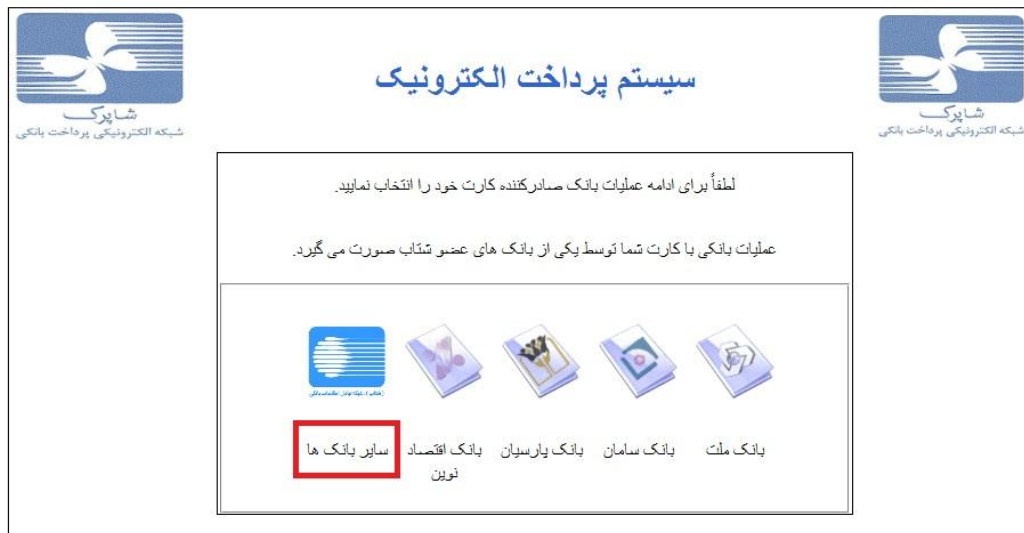 سیستم پرداخت الکترونیک
شاپرک
شبکه الکترونیکی پرداخت بانکی
شاپرک
شبکه الکترونیکی پرداخت بانکی
لطفاً برای ادامه عملیات بانک صادرکننده کارت خود را انتخاب نمایید.
عملیات بانکی با کارت شما توسط یکی از بانک های عضو شتاب صورت می گیرد.
بانک ملت
بانک سامان
بانک پارسیان
بانک اقتصاد
نوین
سایر بانک ها